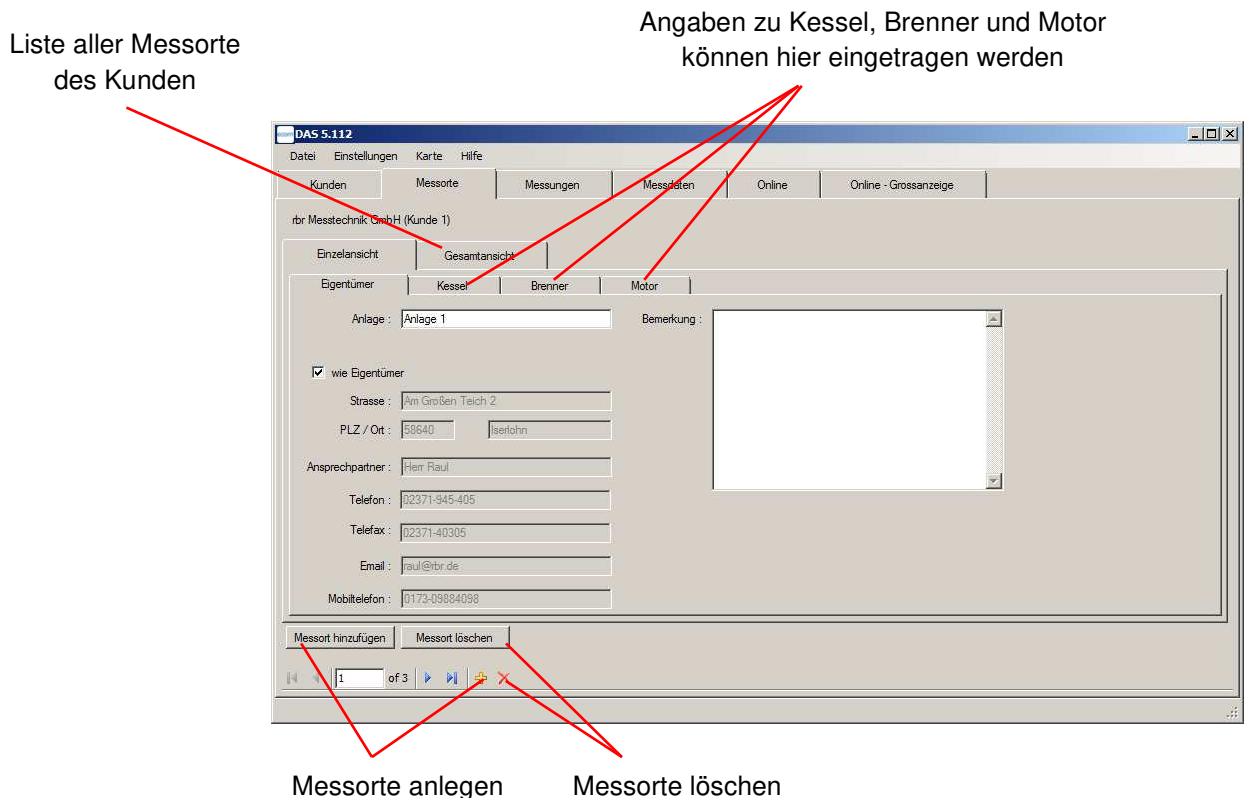 Angaben zu Kessel, Brenner und Motor
können hier eingetragen werden
Liste aller Messorte
des Kunden
DAS 5.112
Datei Einstellungen Karte Hilfe
Kunden Messorte Messungen Messdaten Online Online - Grossanzeige
rbr Messtechnik GmbH (Kunde 1)
Einzelansicht Gesamtansicht
Eigentümer Kessel Brenner Motor
Anlage : Anlage 1 Bemerkung :
wie Eigentümer
Strasse : Am Großen Teich 2
PLZ / Ort : 58640 Iserlohn
Ansprechpartner : Herr Raul
Telefon : 02371-945-405
Telefax : 02371-40305
Email : raul@rbr.de
Mobiltelefon : 0173-09884098
Messort hinzufügen Messort löschen
1 of 3
Messorte anlegen Messorte löschen